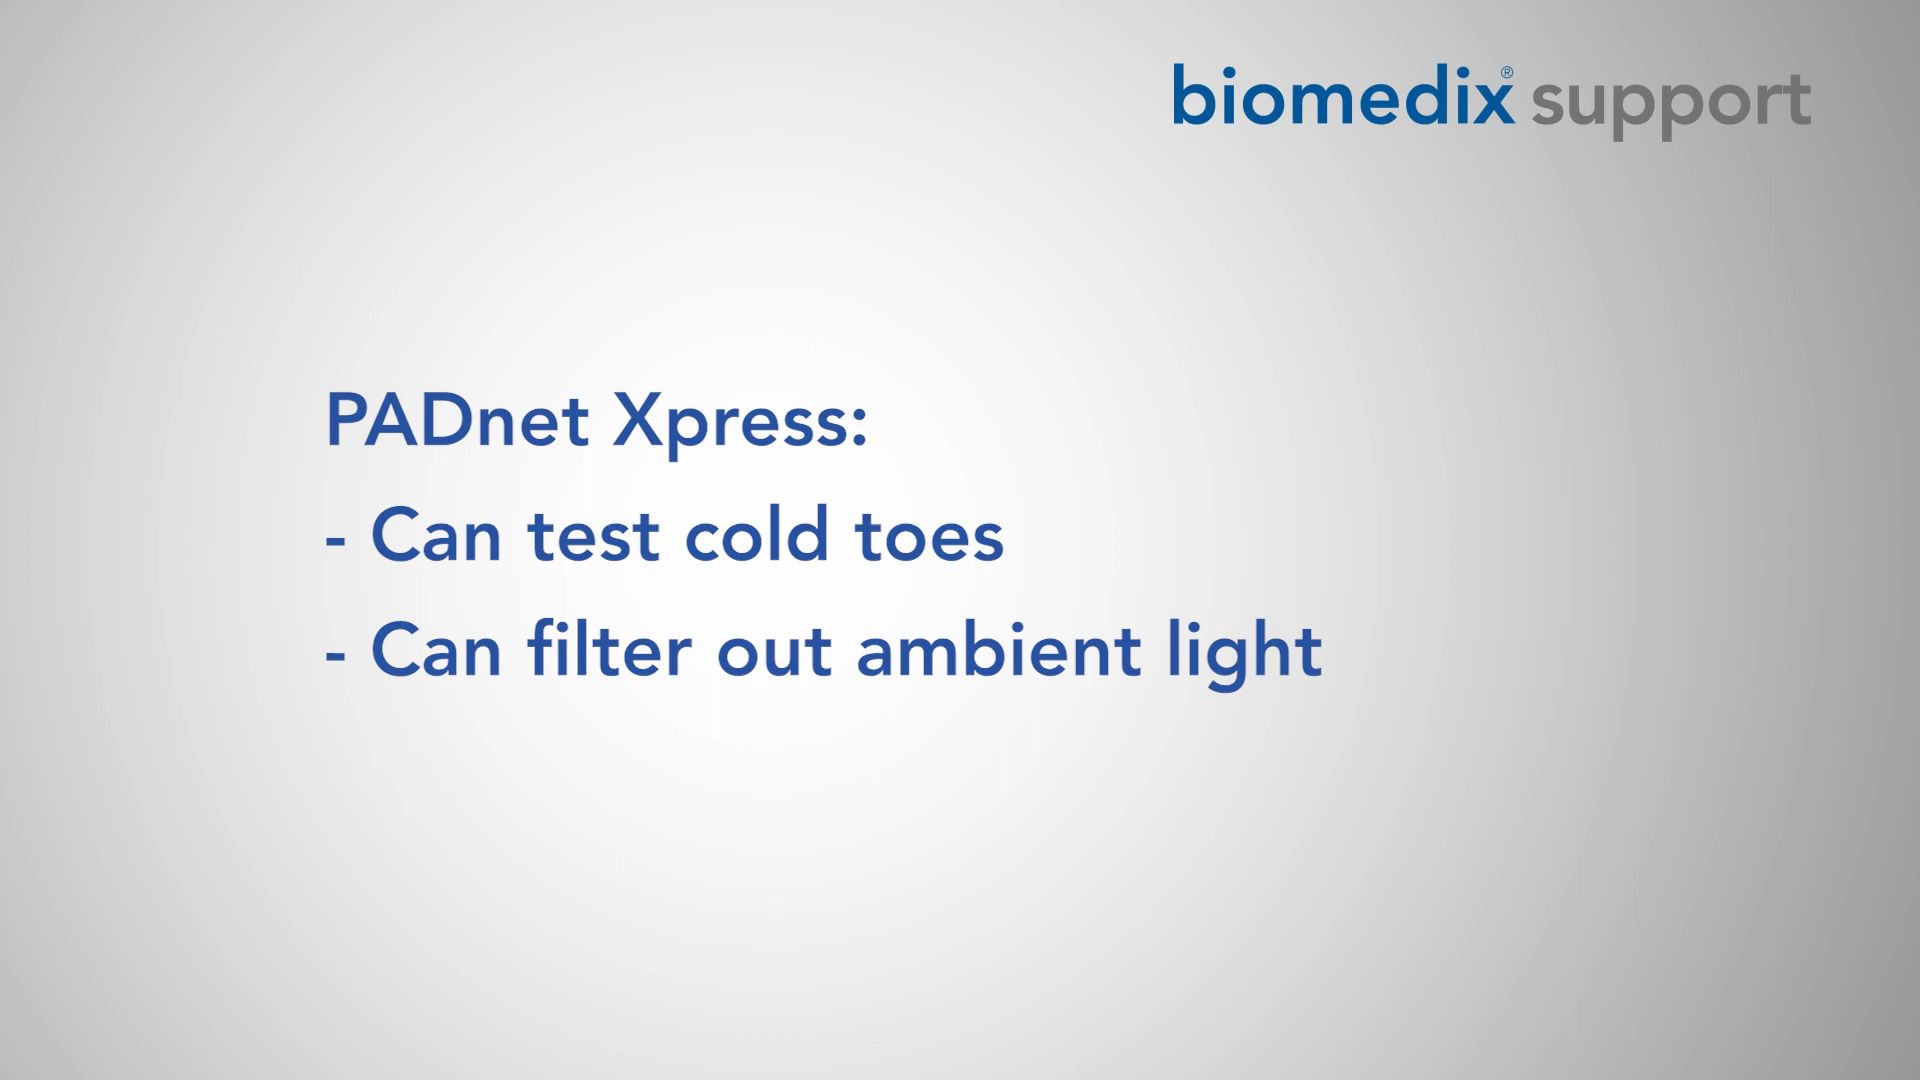 biomedix® support
PADnet Xpress:
- Can test cold toes
- Can filter out ambient light